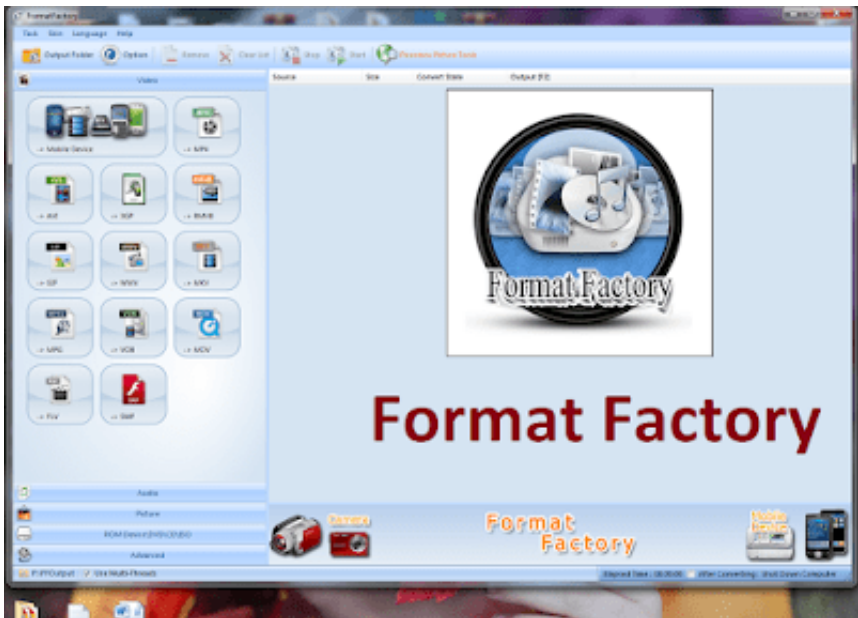 FormatFactory
Task Skin Language Help
Output Folder Option Remove Clear List Stop Start
Video
Source Size Convert State Output [F2]
-> Mobile Device
-> MP4
-> AVI
-> 3GP
-> RMVB
-> GIF
-> WMV
-> MKV
-> MPG
-> VOB
-> MOV
-> FLV
-> SWF
Format Factory
Format Factory
Audio
Picture
ROM Device\DVD\CD\ISO
Advanced
Camera
Format
Factory
Mobile
Device
Use Multi-Threads
Elapsed Time : 00:00:00
After Converting : Shut Down Computer